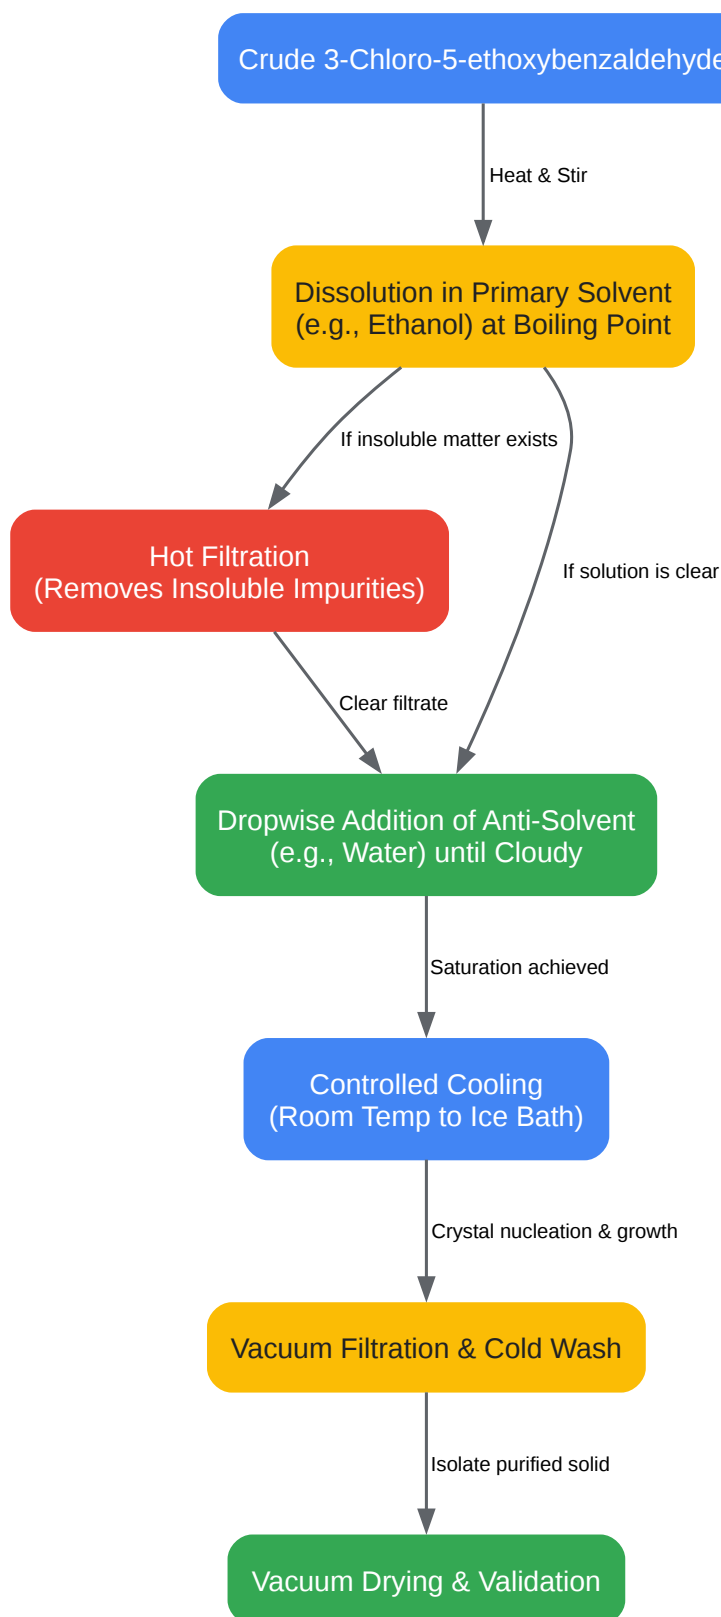 Crude 3-Chloro-5-ethoxybenzaldehyde
Heat & Stir
Dissolution in Primary Solvent
(e.g., Ethanol) at Boiling Point
If insoluble matter exists
Hot Filtration
(Removes Insoluble Impurities)
If solution is clear
Clear filtrate
Dropwise Addition of Anti-Solvent
(e.g., Water) until Cloudy
Saturation achieved
Controlled Cooling
(Room Temp to Ice Bath)
Crystal nucleation & growth
Vacuum Filtration & Cold Wash
Isolate purified solid
Vacuum Drying & Validation